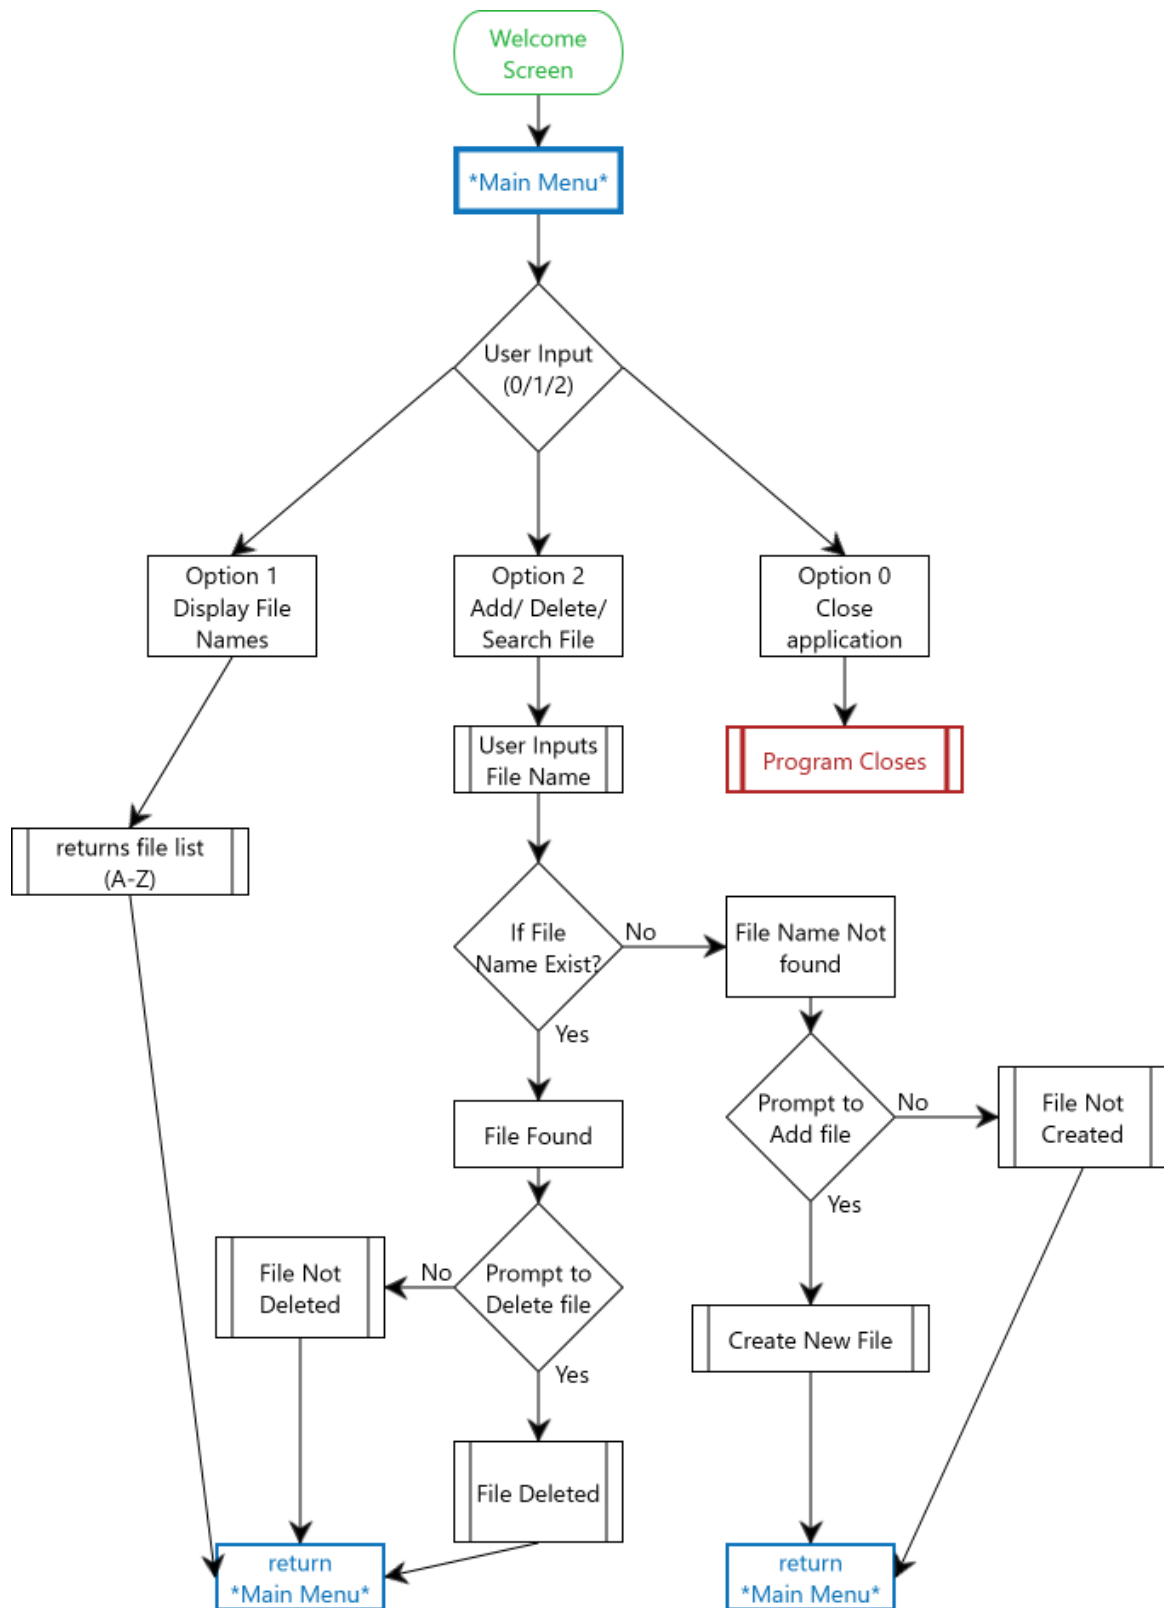 Welcome
Screen
*Main Menu*
User Input
(0/1/2)
Option 1
Display File
Names
Option 2
Add/ Delete/
Search File
Option 0
Close
application
User Inputs
File Name
Program Closes
returns file list
(A-Z)
If File
Name Exist?
No
File Name Not
found
Yes
Prompt to
Add file
No
File Not
Created
File Found
Yes
File Not
Deleted
No
Prompt to
Delete file
Create New File
Yes
File Deleted
return
*Main Menu*
return
*Main Menu*